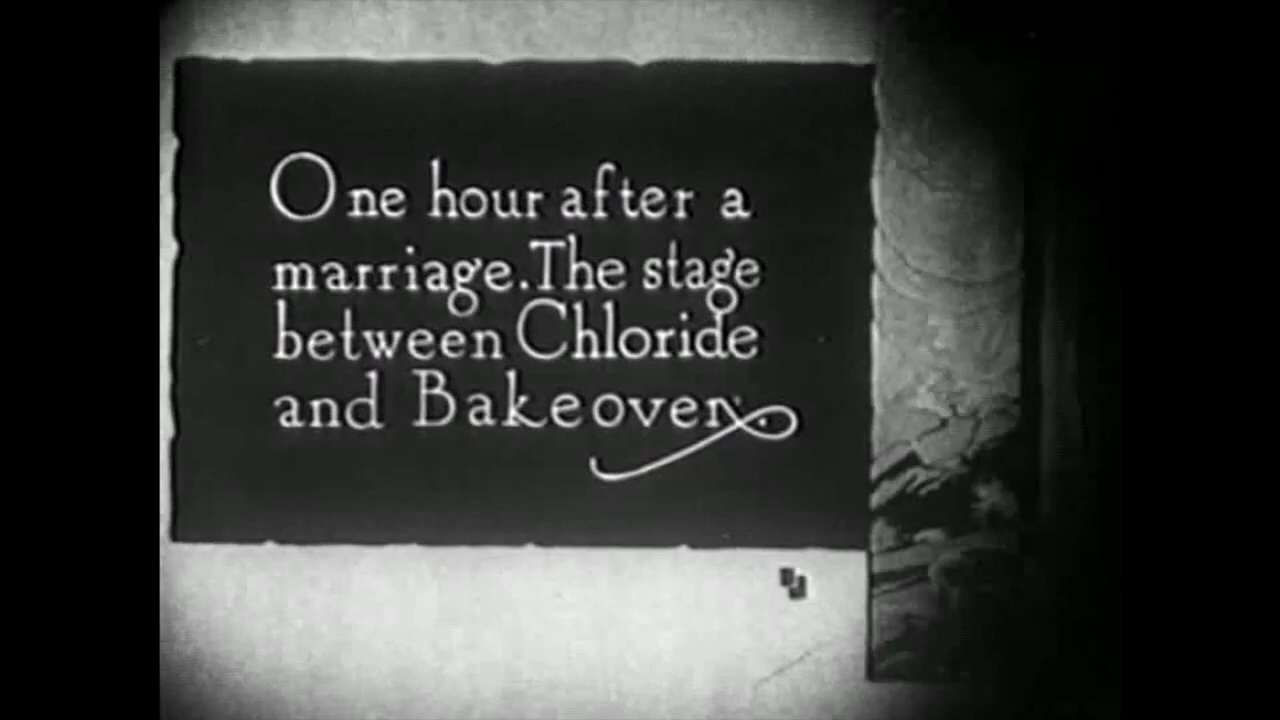 One hour after a
marriage. The stage
between Chloride
and Bakeoven.